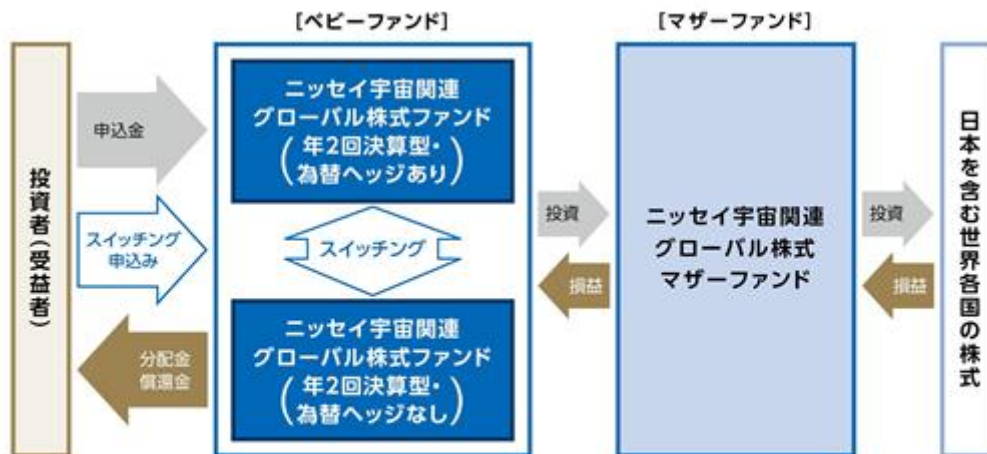 [ベビーファンド]
[マザーファンド]
投資者(受益者)
申込金
スイッチング
申込み
分配金
償還金
ニッセイ宇宙関連
グローバル株式ファンド
(年2回決算型・
為替ヘッジあり)
スイッチング
ニッセイ宇宙関連
グローバル株式ファンド
(年2回決算型・
為替ヘッジなし)
投資
損益
ニッセイ宇宙関連
グローバル株式
マザーファンド
投資
損益
日本を含む世界各国の株式